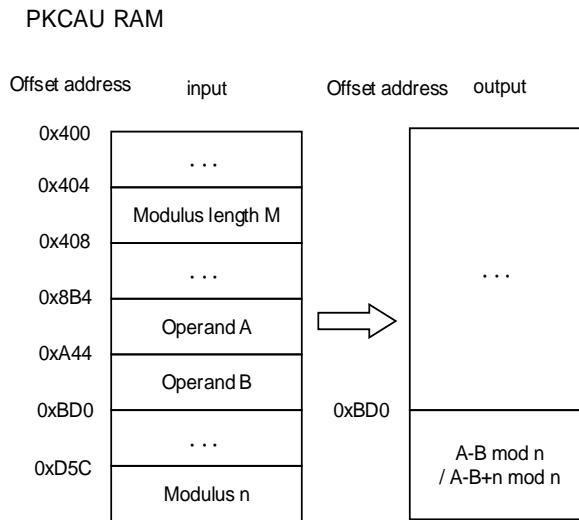 PKCAU RAM
Offset address input Offset address output
0x400
. . .
0x404
Modulus length M
0x408
. . .
0x8B4
Operand A
0xA44
Operand B
0xBD0 0xBD0
. . .
0xD5C
Modulus n
. . .
A-B mod n
/ A-B+n mod n